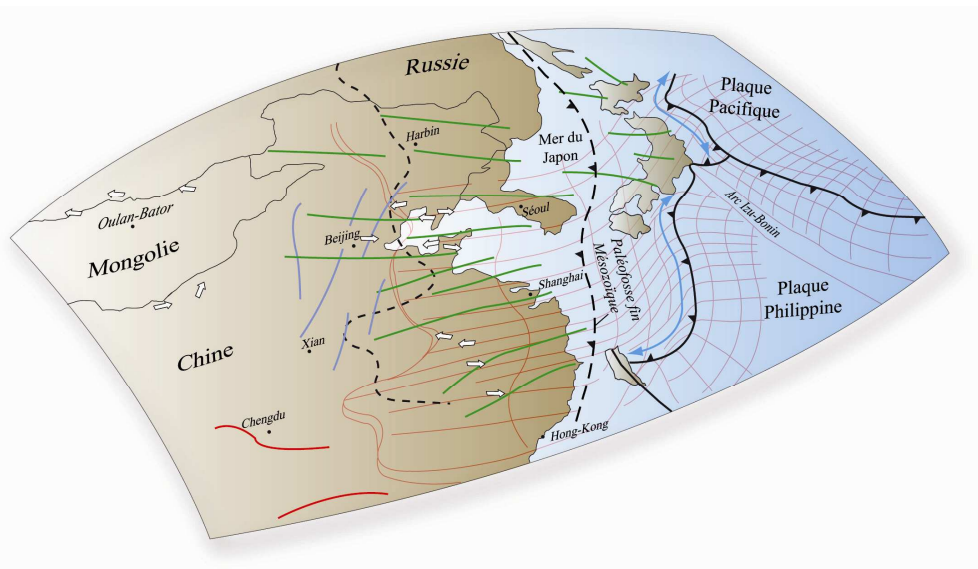 Russie
Plaque
Pacifique
Harbin
Mer du
Japon
Oulan-Bator
Séoul
Arc Izu-Bonin
Beijing
Mongolie
Paléofosse fin
Mésozoïque
Shanghai
Plaque
Philippine
Xian
Chine
Chengdu
Hong-Kong